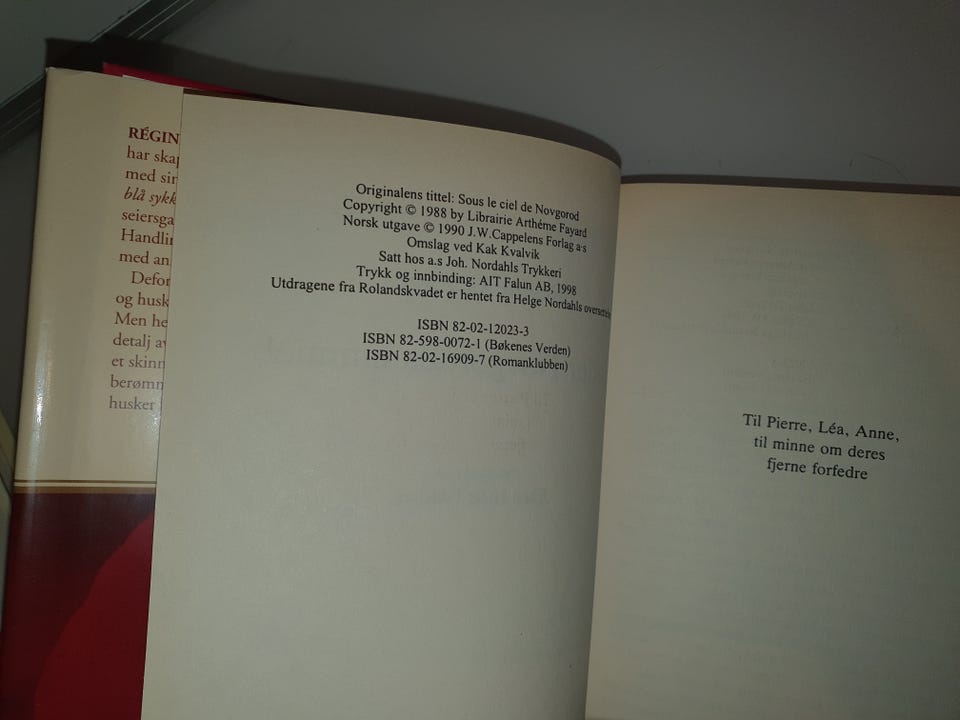 RÉGIN
har skap
med sin
blå sykk
seiersga
Handlin
med an
Defor
og husk
Men he
detalj av
et skinn
berømm
husker
Originalens tittel: Sous le ciel de Novgorod
Copyright © 1988 by Librairie Arthéme Fayard
Norsk utgave © 1990 J.W.Cappelens Forlag a·s
Omslag ved Kak Kvalvik
Satt hos a.s Joh. Nordahls Trykkeri
Trykk og innbinding: AIT Falun AB, 1998
Utdragene fra Rolandskvadet er hentet fra Helge Nordahls oversettelse
ISBN 82-02-12023-3
ISBN 82-598-0072-1 (Bøkenes Verden)
ISBN 82-02-16909-7 (Romanklubben)
Til Pierre, Léa, Anne,
til minne om deres
fjerne forfedre